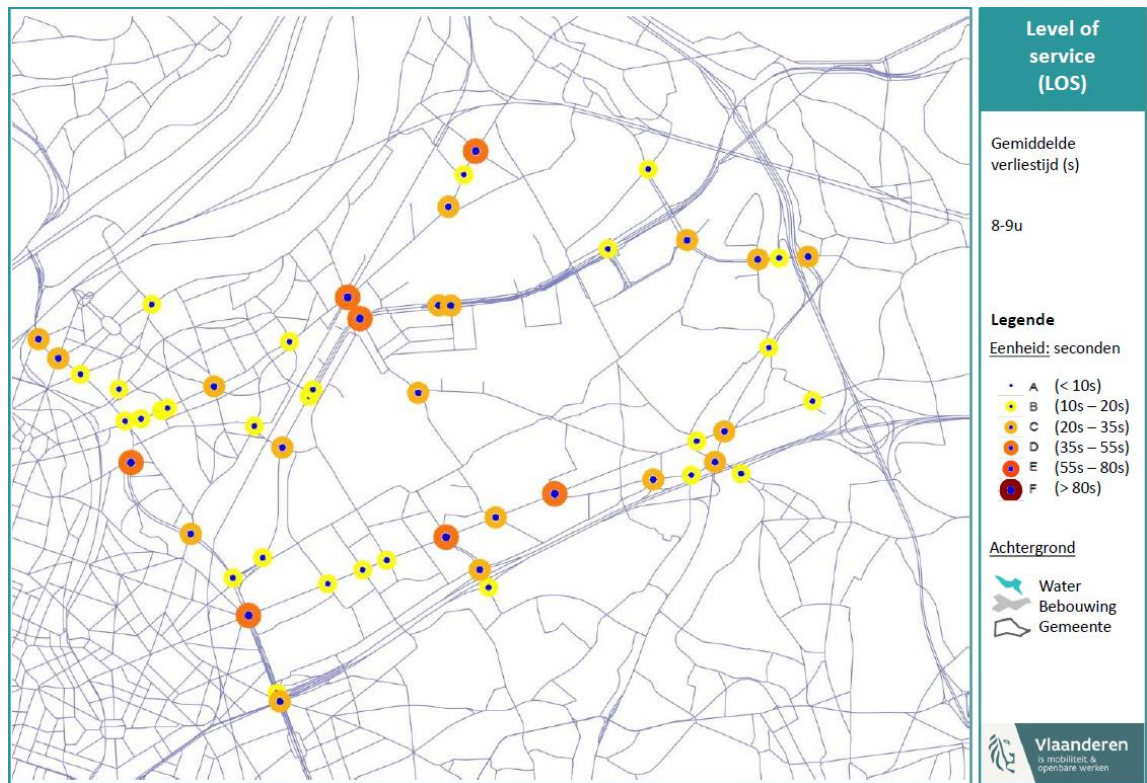 Level of
service
(LOS)
Gemiddelde
verliestijd (s)
8-9u
Legende
Eenheid: seconden
A (< 10s)
B (10s – 20s)
C (20s – 35s)
D (35s – 55s)
E (55s – 80s)
F (> 80s)
Achtergrond
Water
Bebouwing
Gemeente
Vlaanderen
is mobiliteit &
openbare werken